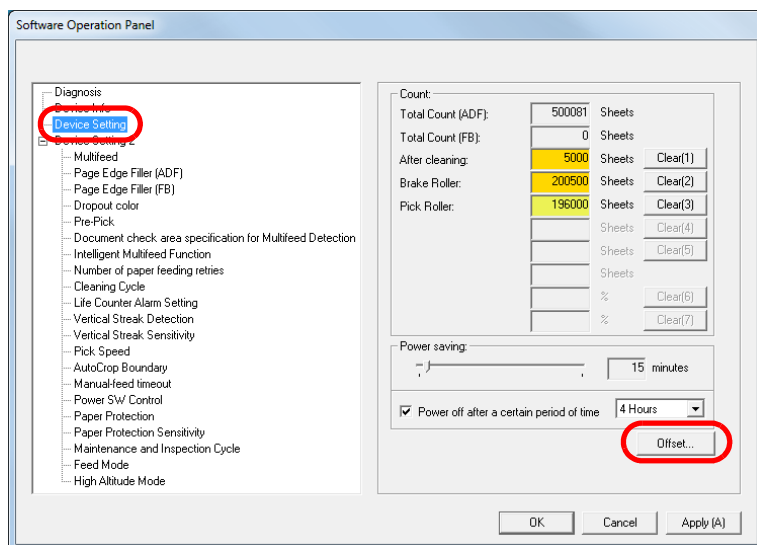 Software Operation Panel
Diagnosis
Device Info
Device Setting
Device Setting 2
Multifeed
Page Edge Filler (ADF)
Page Edge Filler (FB)
Dropout color
Pre-Pick
Document check area specification for Multifeed Detection
Intelligent Multifeed Function
Number of paper feeding retries
Cleaning Cycle
Life Counter Alarm Setting
Vertical Streak Detection
Vertical Streak Sensitivity
Pick Speed
AutoCrop Boundary
Manual-feed timeout
Power SW Control
Paper Protection
Paper Protection Sensitivity
Maintenance and Inspection Cycle
Feed Mode
High Altitude Mode
Count:
Total Count (ADF): 500081 Sheets
Total Count (FB): 0 Sheets
After cleaning: 5000 Sheets Clear(1)
Brake Roller: 200500 Sheets Clear(2)
Pick Roller: 196000 Sheets Clear(3)
Sheets Clear(4)
Sheets Clear(5)
Sheets
% Clear(6)
% Clear(7)
Power saving:
15 minutes
Power off after a certain period of time 4 Hours
Offset...
OK Cancel Apply (A)